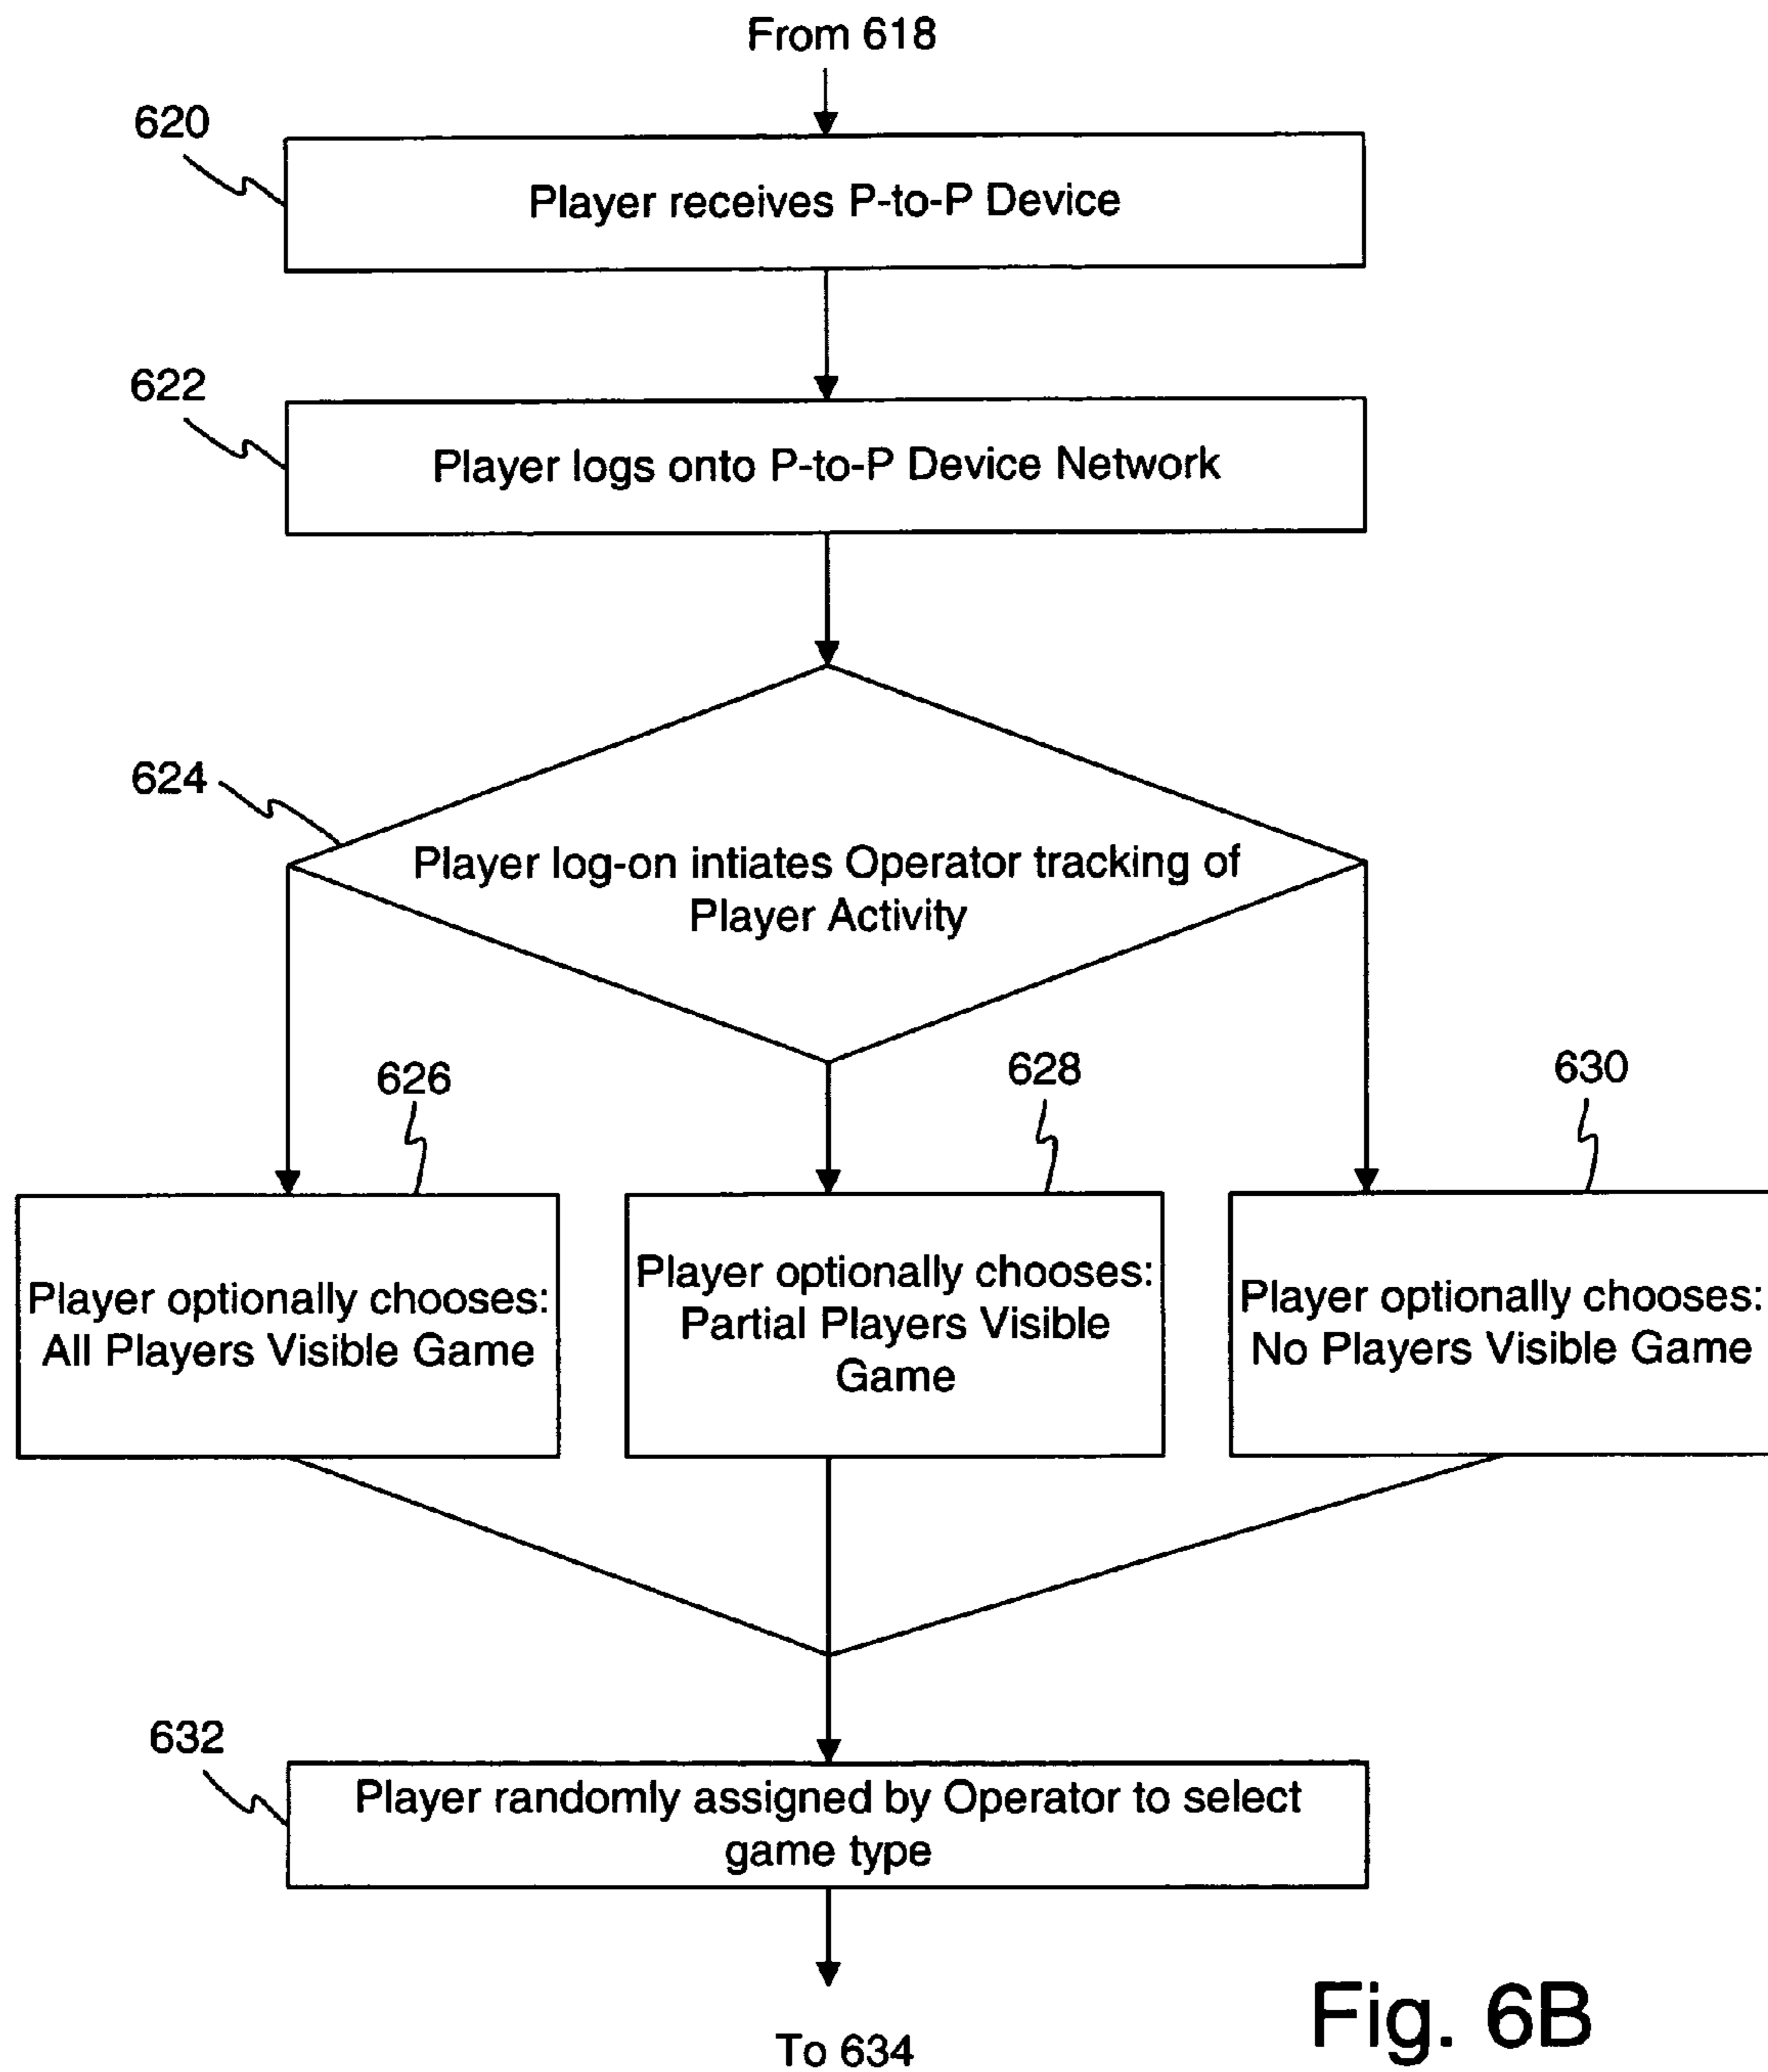 From 618
620
Player receives P-to-P Device
622
Player logs onto P-to-P Device Network
624
Player log-on intiates Operator tracking of
Player Activity
626
628
630
Player optionally chooses:
All Players Visible Game
Player optionally chooses:
Partial Players Visible
Game
Player optionally chooses:
No Players Visible Game
632
Player randomly assigned by Operator to select
game type
To 634
Fig. 6B